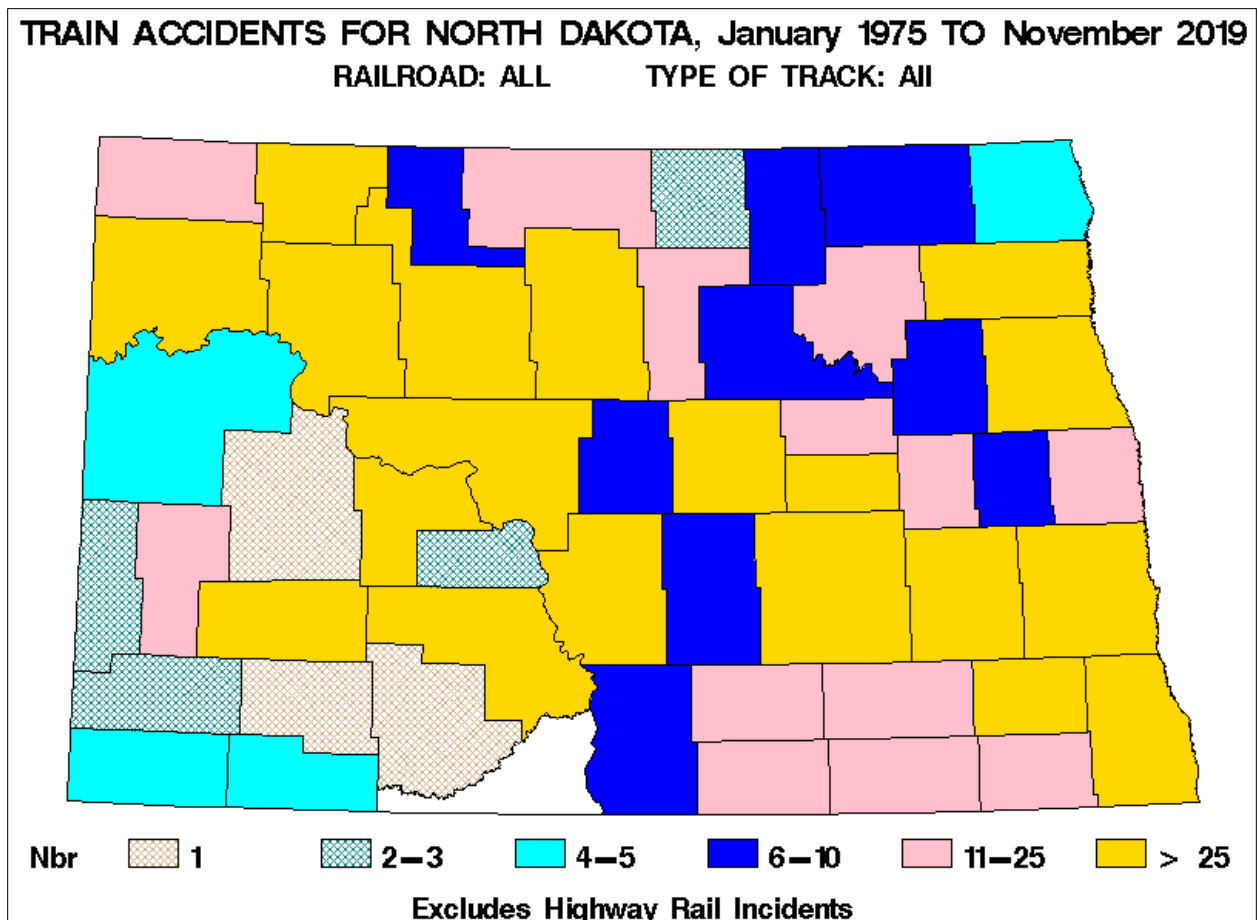 TRAIN ACCIDENTS FOR NORTH DAKOTA, January 1975 TO November 2019
RAILROAD: ALL TYPE OF TRACK: All
Nbr 1 2–3 4–5 6–10 11–25 > 25
Excludes Highway Rail Incidents